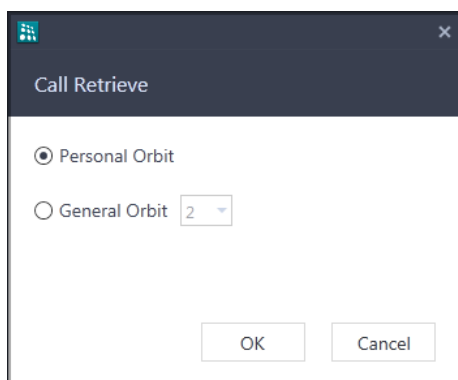 Call Retrieve
Personal Orbit
General Orbit 2
OK Cancel